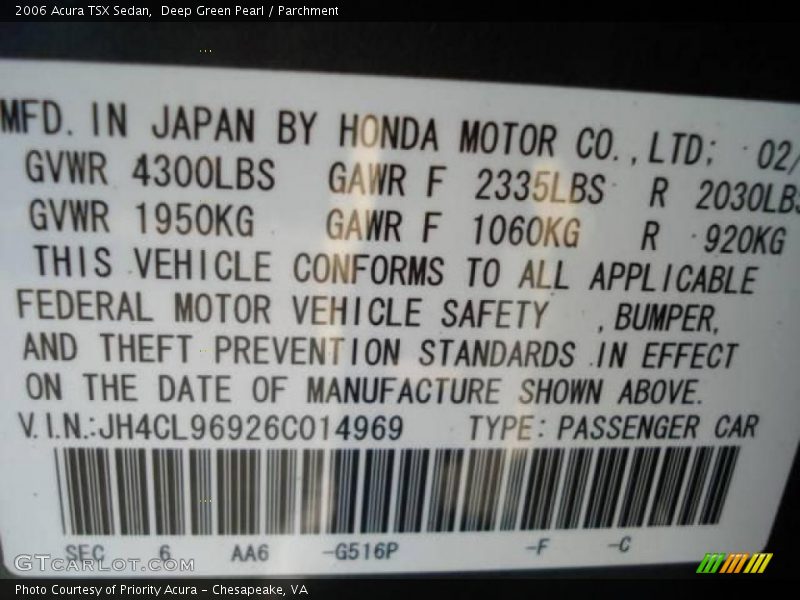 2006 Acura TSX Sedan,  Deep Green Pearl / Parchment
MFD. IN JAPAN BY HONDA MOTOR CO., LTD; 02/
GVWR 4300LBS GAWR F 2335LBS R 2030LBS
GVWR 1950KG GAWR F 1060KG R 920KG
THIS VEHICLE CONFORMS TO ALL APPLICABLE
FEDERAL MOTOR VEHICLE SAFETY , BUMPER,
AND THEFT PREVENTION STANDARDS IN EFFECT
ON THE DATE OF MANUFACTURE SHOWN ABOVE.
V.I.N.:JH4CL96926C014969 TYPE: PASSENGER CAR
SEC 6 AA6 -G516P -F -C
GTCarLot.com
Photo Courtesy of Priority Acura – Chesapeake, VA